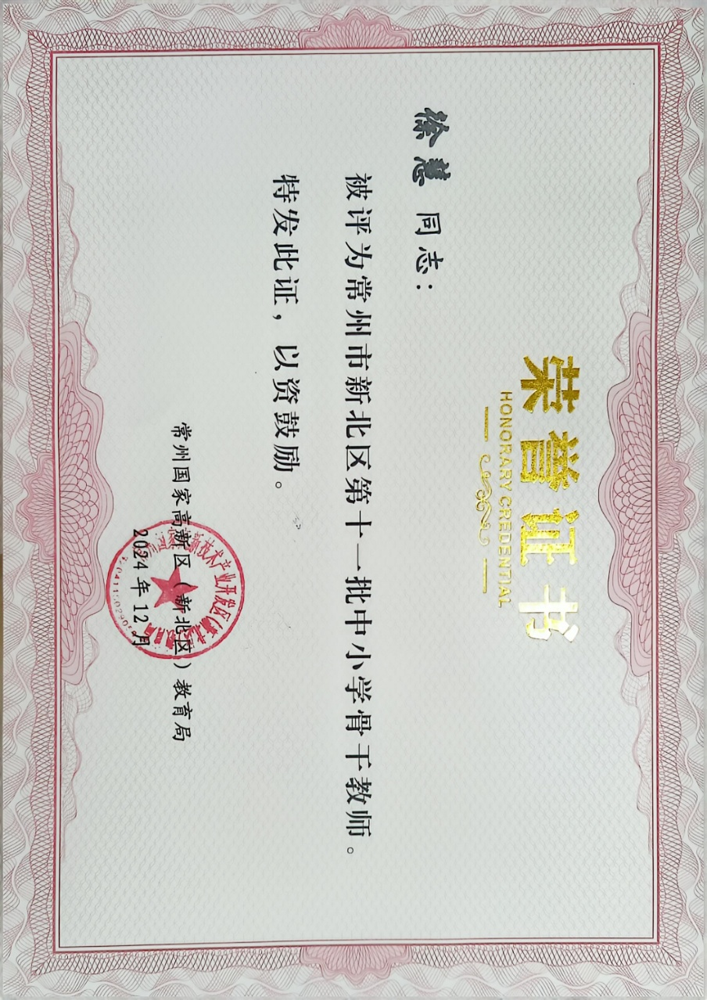 荣誉证书
HONORARY CREDENTIAL
徐慧 同志：
被评为常州市新北区第十一批中小学骨干教师。
特发此证，以资鼓励。
常州国家高新区（新北区）教育局
2024年12月